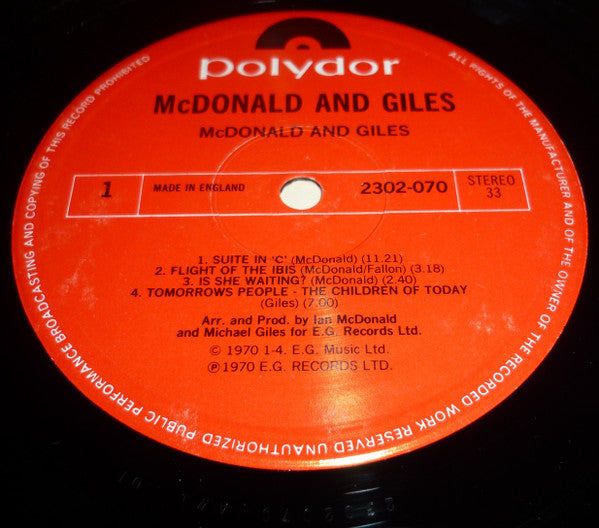 polydor
McDONALD AND GILES
McDONALD AND GILES
1 MADE IN ENGLAND 2302-070 STEREO
33
1. SUITE IN 'C' (McDonald) (11.21)
2. FLIGHT OF THE IBIS (McDonald/Fallon) (3.18)
3. IS SHE WAITING? (McDonald) (2.40)
4. TOMORROWS PEOPLE - THE CHILDREN OF TODAY
(Giles) (7.00)
Arr. and Prod. by Ian McDonald
and Michael Giles for E.G. Records Ltd.
© 1970 1-4. E.G. Music Ltd.
℗ 1970 E.G. RECORDS LTD.
ALL RIGHTS OF THE MANUFACTURER AND OF THE OWNER OF THE RECORDED WORK RESERVED UNAUTHORIZED PUBLIC PERFORMANCE BROADCASTING AND COPYING OF THIS RECORD PROHIBITED